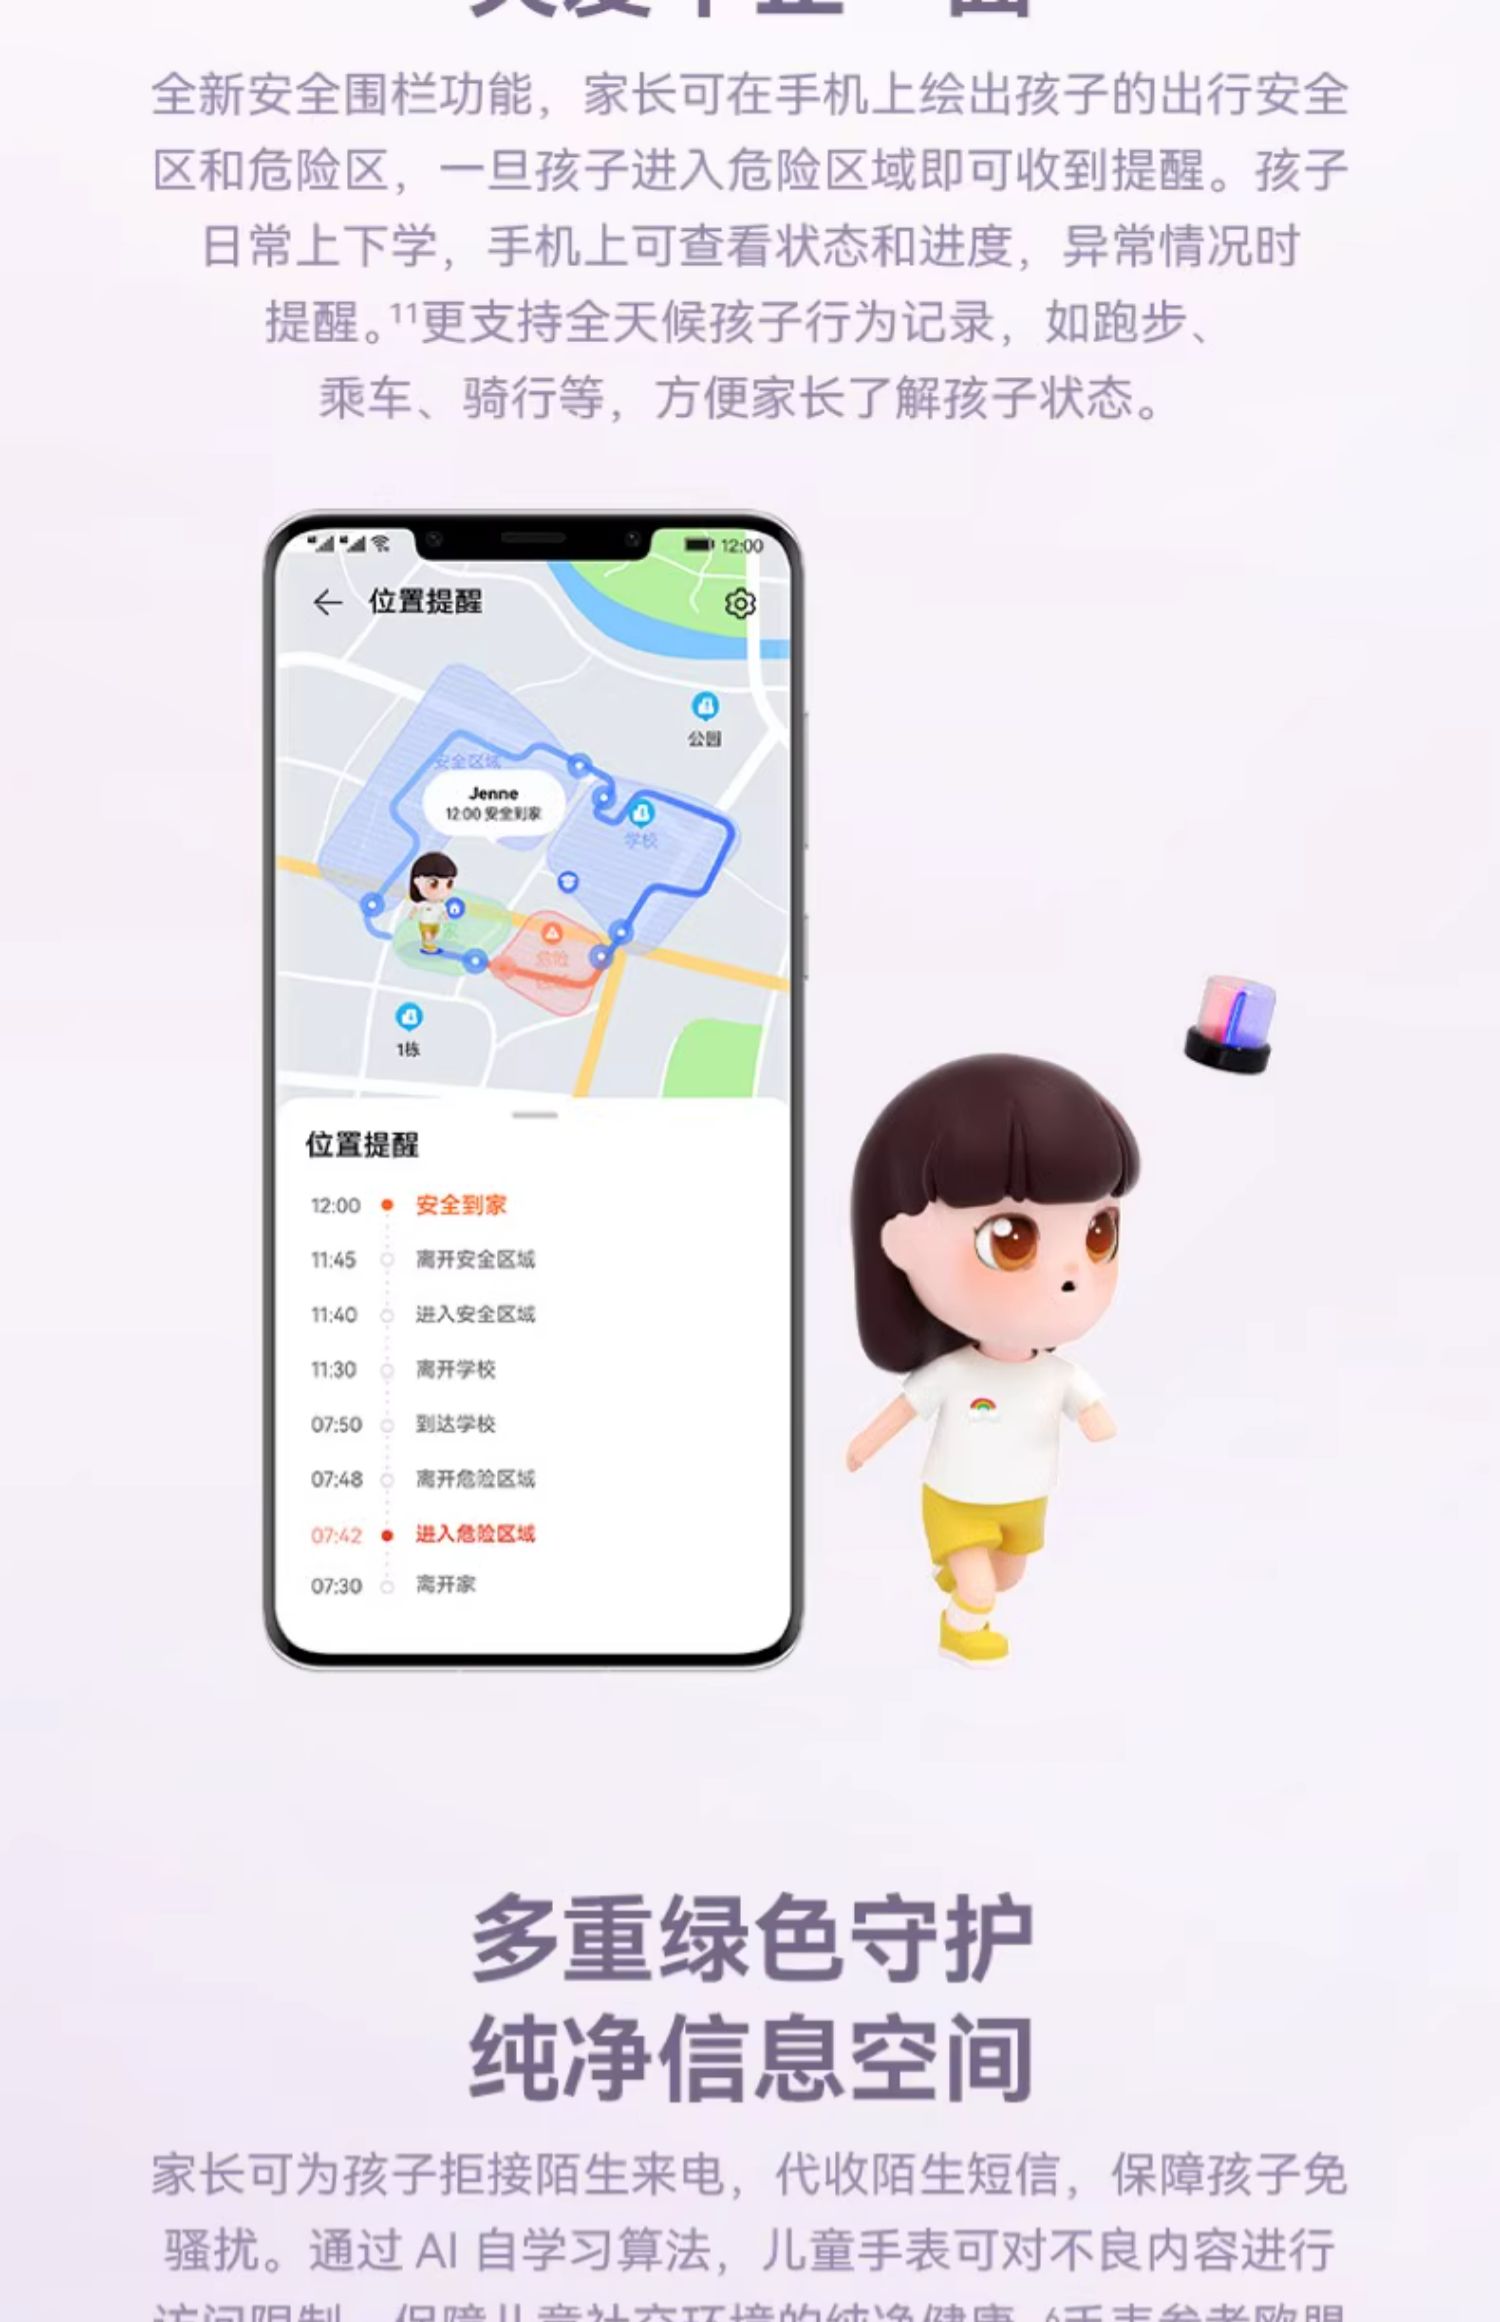 全新安全围栏功能，家长可在手机上绘出孩子的出行安全
区和危险区，一旦孩子进入危险区域即可收到提醒。孩子
日常上下学，手机上可查看状态和进度，异常情况时
提醒。¹¹更支持全天候孩子行为记录，如跑步、
乘车、骑行等，方便家长了解孩子状态。
12:00
位置提醒
公园
安全区域
Jenne
12:00 安全到家
学校
家
危险
1栋
位置提醒
12:00 安全到家
11:45 离开安全区域
11:40 进入安全区域
11:30 离开学校
07:50 到达学校
07:48 离开危险区域
07:42 进入危险区域
07:30 离开家
多重绿色守护
纯净信息空间
家长可为孩子拒接陌生来电，代收陌生短信，保障孩子免
骚扰。通过 AI 自学习算法，儿童手表可对不良内容进行